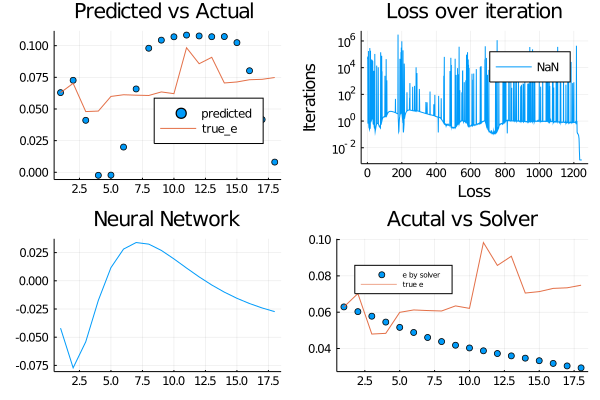 Predicted vs Actual
0.100
0.075
0.050
0.025
0.000
predicted
true_e
2.5 5.0 7.5 10.0 12.5 15.0 17.5
Loss over iteration
10^6
10^4
10^2
10^0
10^-2
Iterations
NaN
0 200 400 600 800 1000 1200
Loss
Neural Network
0.025
0.000
-0.025
-0.050
-0.075
2.5 5.0 7.5 10.0 12.5 15.0 17.5
Acutal vs Solver
0.10
0.08
0.06
0.04
e by solver
true e
2.5 5.0 7.5 10.0 12.5 15.0 17.5